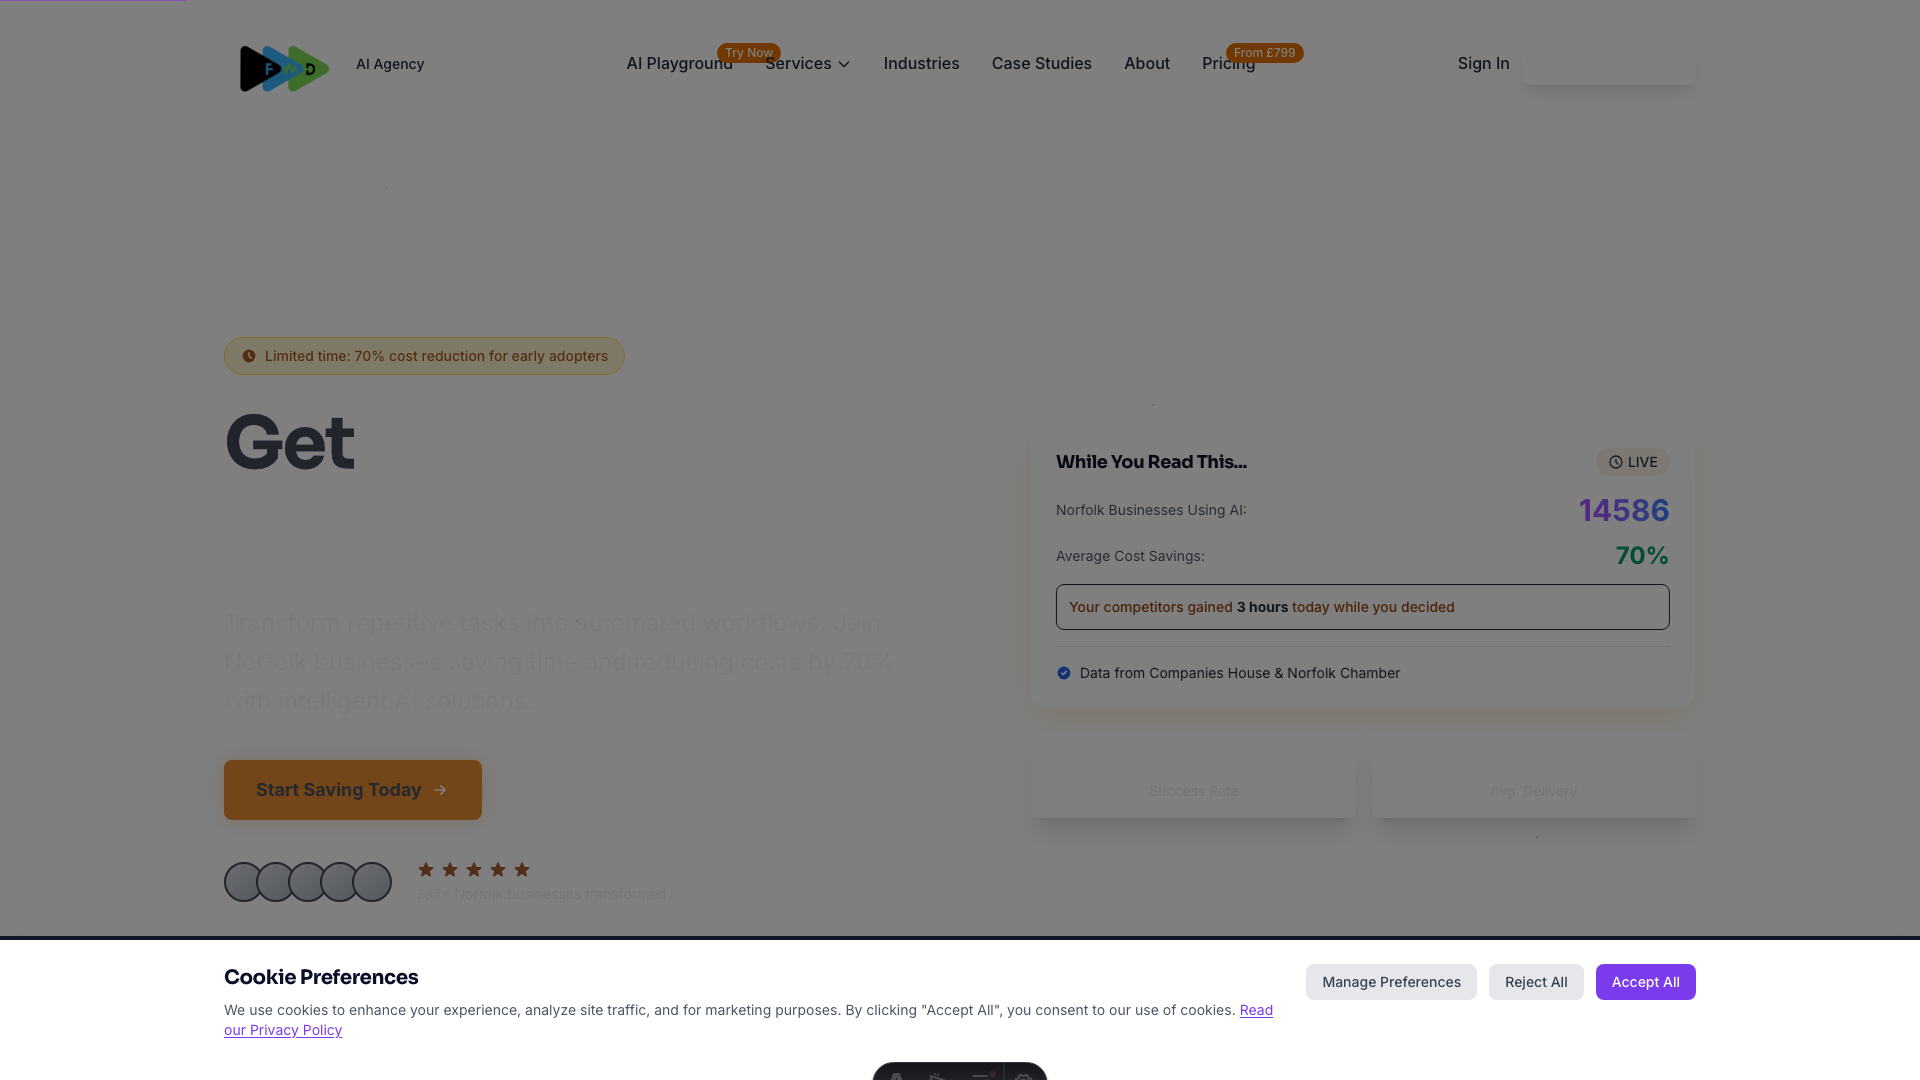 FWD
AI Agency
AI Playground
Try Now
Services
Industries
Case Studies
About
Pricing
From £799
Sign In
Limited time: 70% cost reduction for early adopters
Get
Transform repetitive tasks into automated workflows. Join
Norfolk businesses saving time and reducing costs by 70%
with intelligent AI solutions.
Start Saving Today
287+ Norfolk businesses transformed
While You Read This...
LIVE
Norfolk Businesses Using AI:
14586
Average Cost Savings:
70%
Your competitors gained 3 hours today while you decided
Data from Companies House & Norfolk Chamber
Success Rate
Avg. Delivery
Cookie Preferences
We use cookies to enhance your experience, analyze site traffic, and for marketing purposes. By clicking "Accept All", you consent to our use of cookies. Read
our Privacy Policy
Manage Preferences
Reject All
Accept All